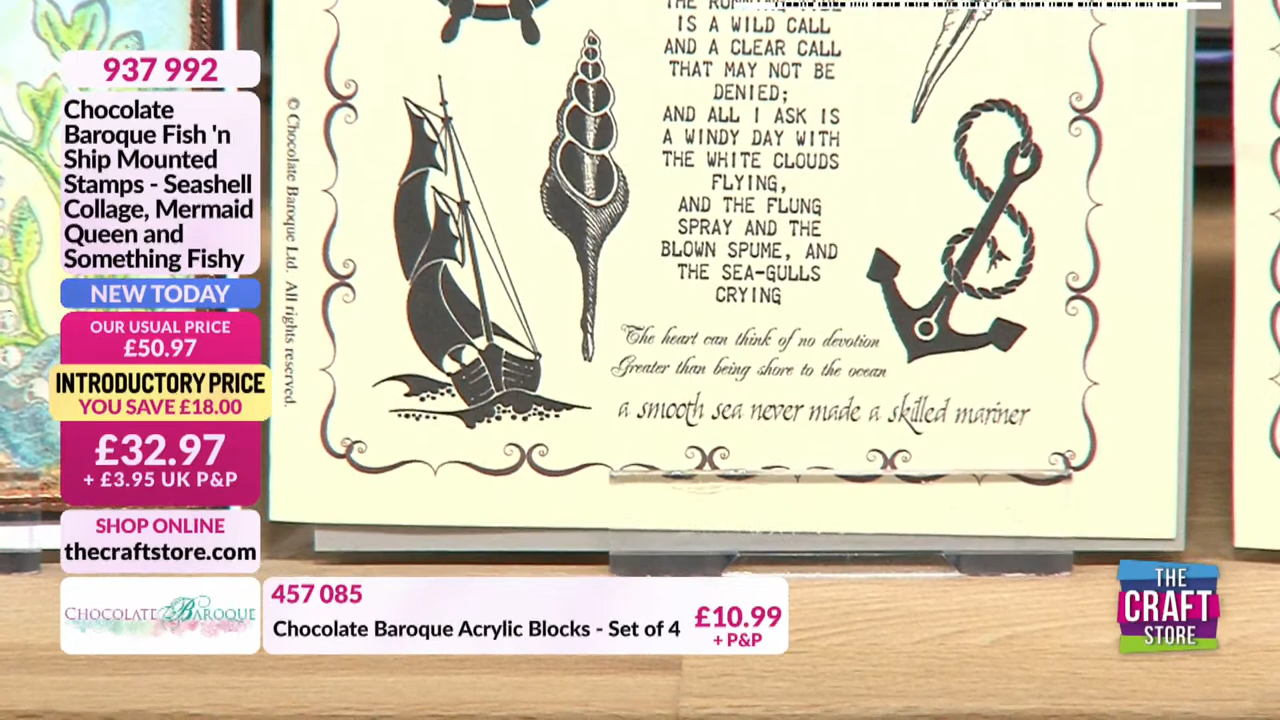 937 992
Chocolate
Baroque Fish 'n
Ship Mounted
Stamps - Seashell
Collage, Mermaid
Queen and
Something Fishy
NEW TODAY
OUR USUAL PRICE
£50.97
INTRODUCTORY PRICE
YOU SAVE £18.00
£32.97
+ £3.95 UK P&P
SHOP ONLINE
thecraftstore.com
CHOCOLATE BAROQUE
457 085
Chocolate Baroque Acrylic Blocks - Set of 4
£10.99
+ P&P
© Chocolate Baroque Ltd. All rights reserved.
THE
IS A WILD CALL
AND A CLEAR CALL
THAT MAY NOT BE
DENIED;
AND ALL I ASK IS
A WINDY DAY WITH
THE WHITE CLOUDS
FLYING,
AND THE FLUNG
SPRAY AND THE
BLOWN SPUME, AND
THE SEA-GULLS
CRYING
The heart can think of no devotion
Greater than being shore to the ocean
a smooth sea never made a skilled mariner
THE
CRAFT
STORE